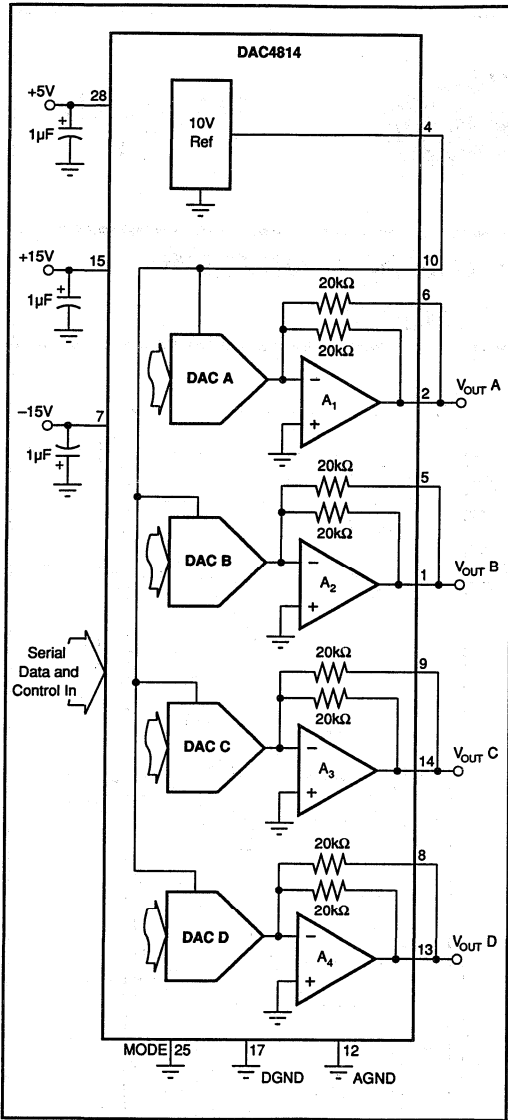 DAC4814
+5V
28
+
1µF
10V
Ref
4
+15V
15
+
1µF
10
20kΩ
6
20kΩ
DAC A
−
A1
+
2
VOUT A
−15V
7
1µF
+
20kΩ
5
20kΩ
DAC B
−
A2
+
1
VOUT B
Serial
Data and
Control In
20kΩ
9
20kΩ
DAC C
−
A3
+
14
VOUT C
20kΩ
8
20kΩ
DAC D
−
A4
+
13
VOUT D
MODE 25
17
DGND
12
AGND